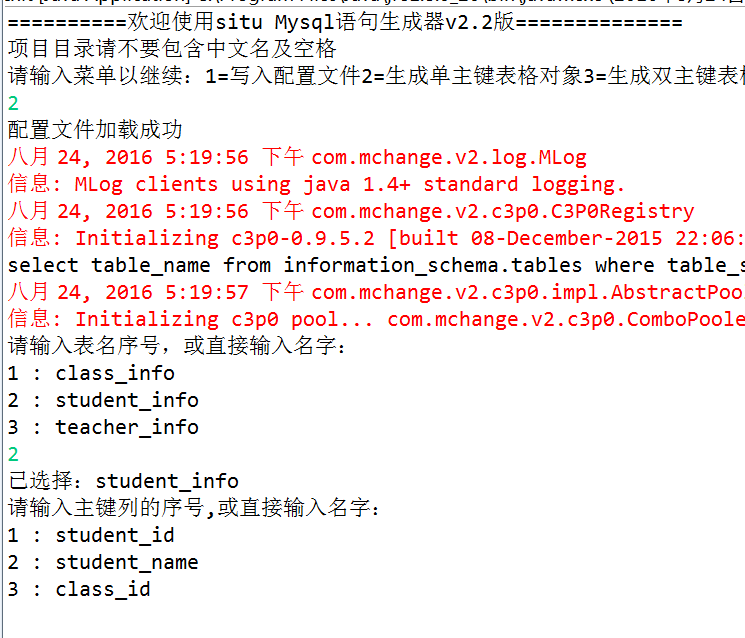 ==========欢迎使用situ Mysql语句生成器v2.2版==============
项目目录请不要包含中文名及空格
请输入菜单以继续：1=写入配置文件2=生成单主键表格对象3=生成双主键表格
2
配置文件加载成功
八月 24, 2016 5:19:56 下午 com.mchange.v2.log.MLog
信息: MLog clients using java 1.4+ standard logging.
八月 24, 2016 5:19:56 下午 com.mchange.v2.c3p0.C3P0Registry
信息: Initializing c3p0-0.9.5.2 [built 08-December-2015 22:06:
select table_name from information_schema.tables where table_s
八月 24, 2016 5:19:57 下午 com.mchange.v2.c3p0.impl.AbstractPoo
信息: Initializing c3p0 pool... com.mchange.v2.c3p0.ComboPoole
请输入表名序号，或直接输入名字：
1 : class_info
2 : student_info
3 : teacher_info
2
已选择：student_info
请输入主键列的序号,或直接输入名字：
1 : student_id
2 : student_name
3 : class_id